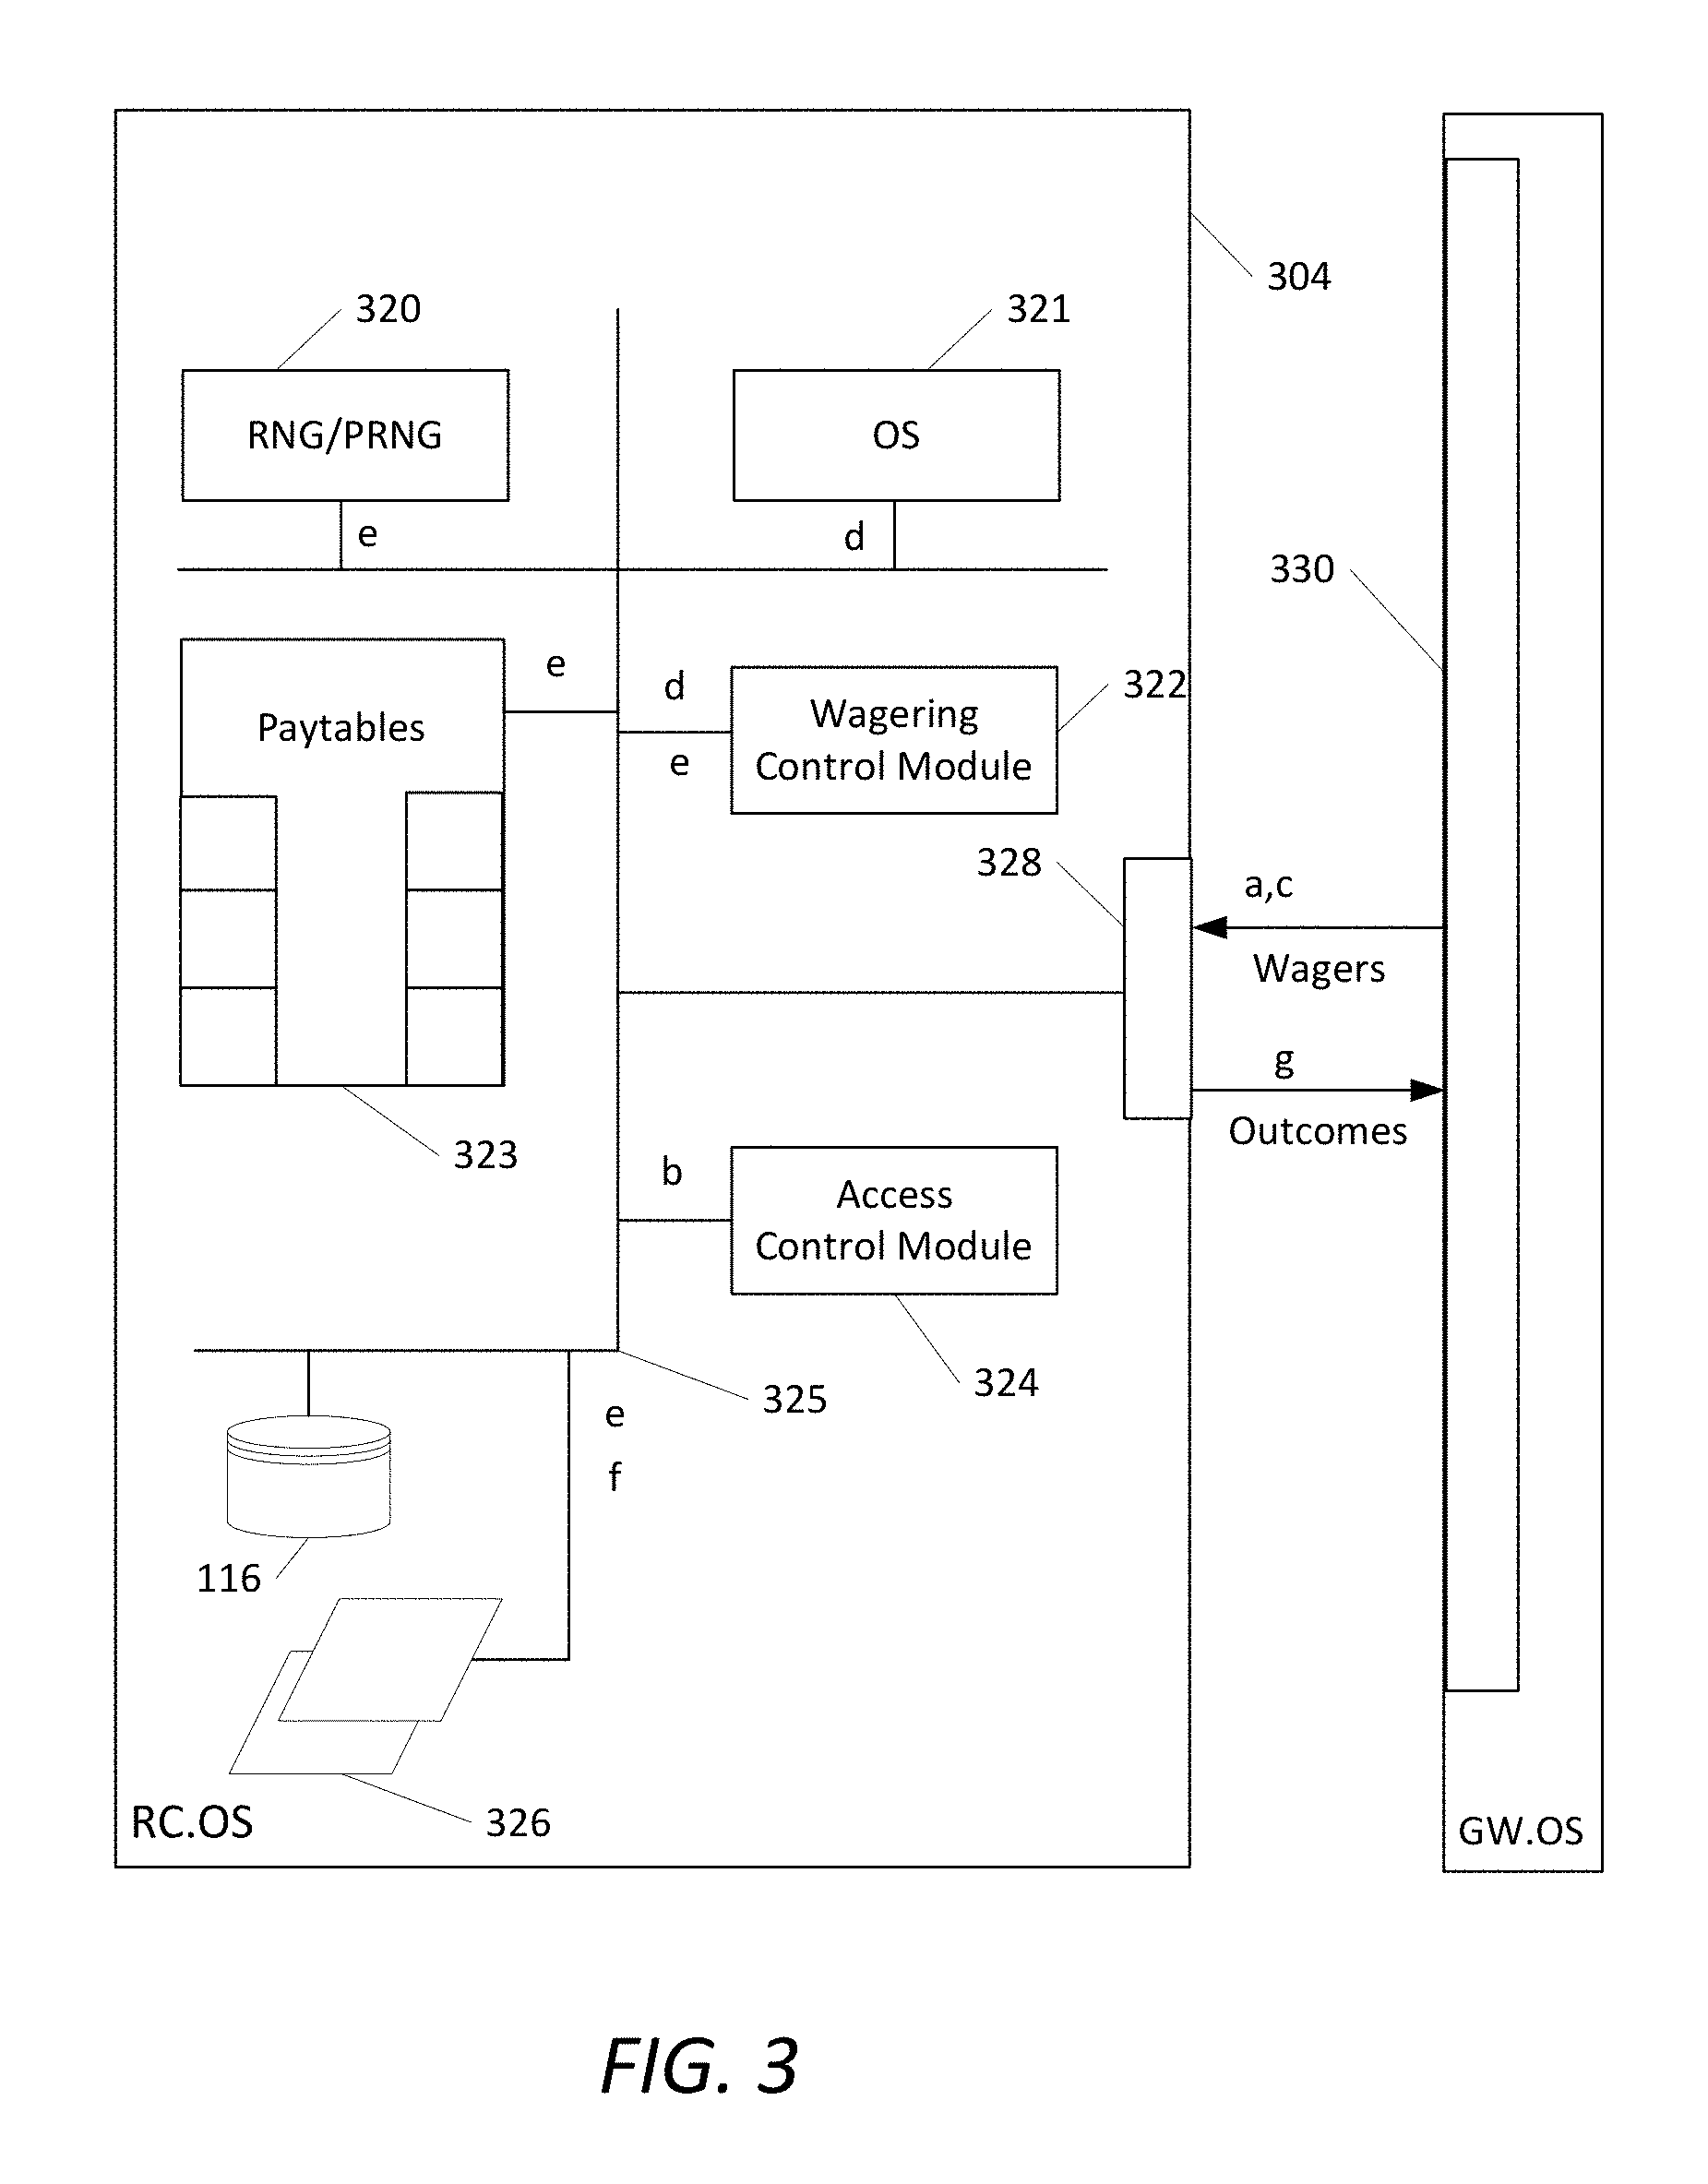 304
320
321
RNG/PRNG
OS
e
d
330
e
d
322
Paytables
Wagering
Control Module
e
328
a,c
Wagers
g
Outcomes
323
b
Access
Control Module
324
325
e
f
116
326
RC.OS
GW.OS
FIG. 3